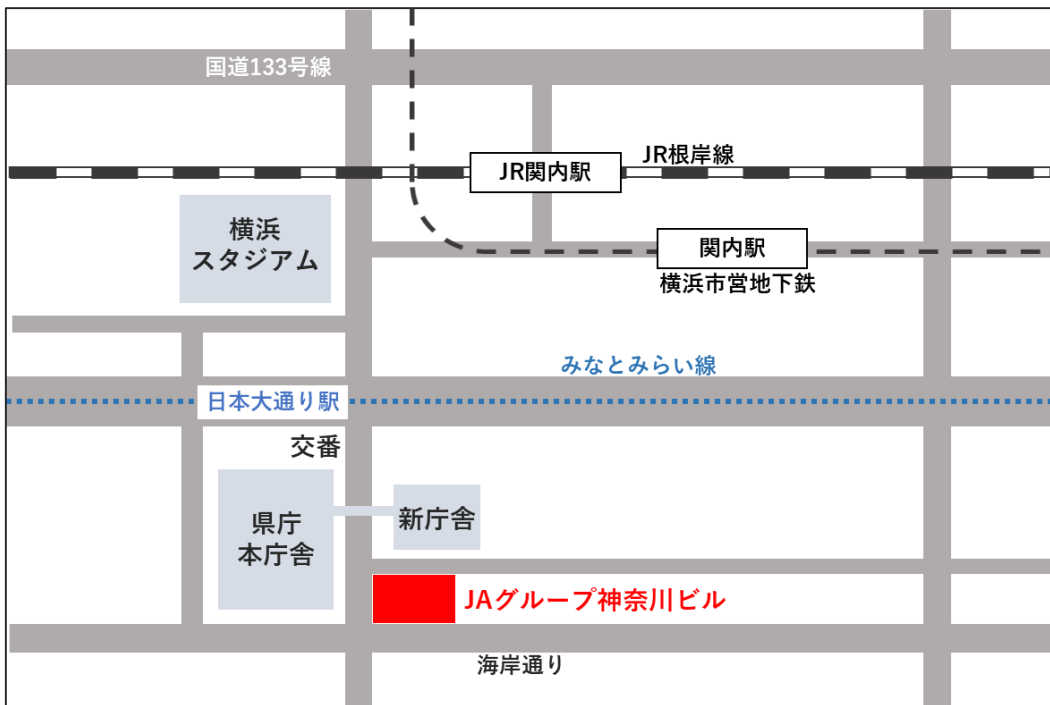 国道133号線
JR根岸線
JR関内駅
横浜
スタジアム
関内駅
横浜市営地下鉄
みなとみらい線
日本大通り駅
交番
県庁
本庁舎
新庁舎
JAグループ神奈川ビル
海岸通り